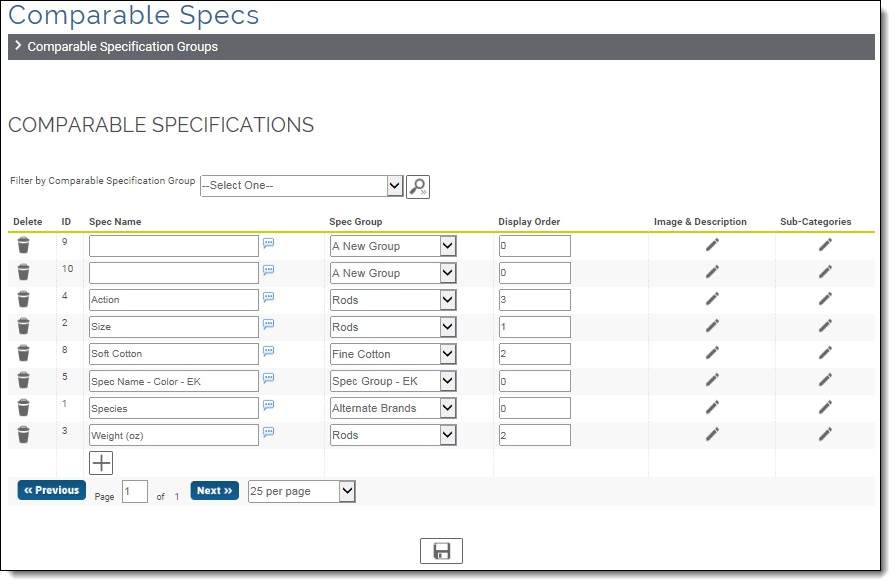 Comparable Specs
Comparable Specification Groups
COMPARABLE SPECIFICATIONS
Filter by Comparable Specification Group --Select One--
Delete ID Spec Name Spec Group Display Order Image & Description Sub-Categories
9 A New Group 0
10 A New Group 0
4 Action Rods 3
2 Size Rods 1
8 Soft Cotton Fine Cotton 2
5 Spec Name - Color - EK Spec Group - EK 0
1 Species Alternate Brands 0
3 Weight (oz) Rods 2
« Previous Page 1 of 1 Next » 25 per page